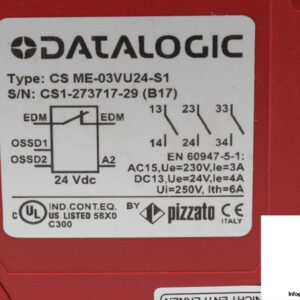 DATALOGIC
Type: CS ME-03VU24-S1
S/N: CS1-273717-29 (B17)
EDM EDM
13 23 33
OSSD1
OSSD2 A2
14 24 34
24 Vdc
EN 60947-5-1:
AC15,Ue=230V,Ie=3A
DC13,Ue=24V,Ie=4A
Ui=250V, Ith=6A
c UL US IND.CONT.EQ.
LISTED 58X0
C300
BY pizzato
ITALY